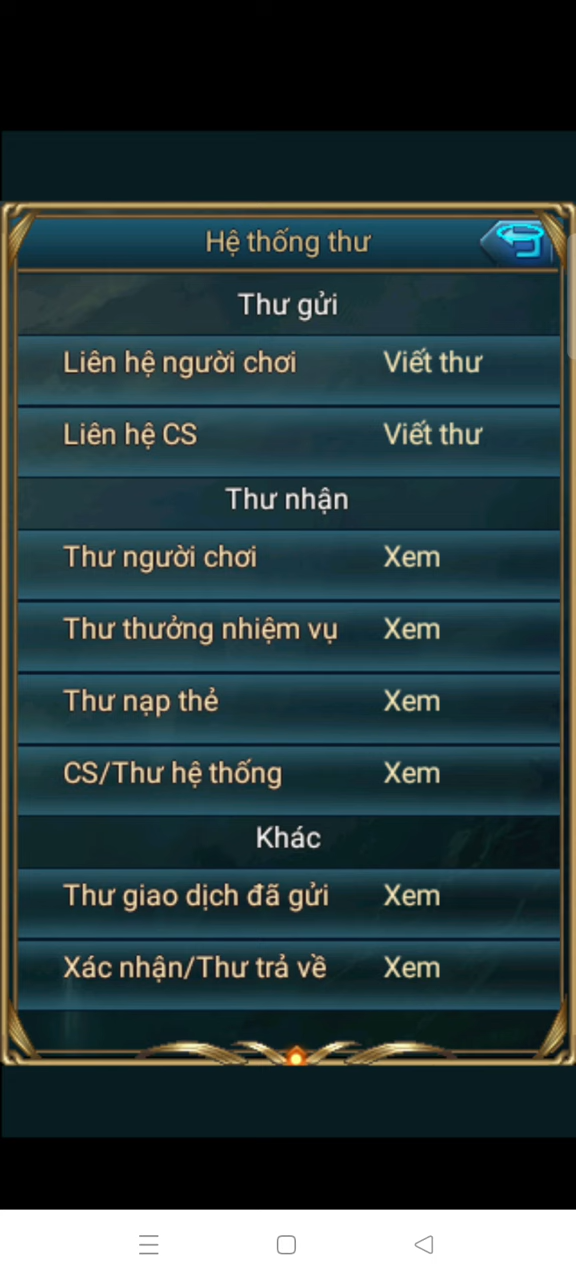 Hệ thống thư
Thư gửi
Liên hệ người chơi Viết thư
Liên hệ CS Viết thư
Thư nhận
Thư người chơi Xem
Thư thưởng nhiệm vụ Xem
Thư nạp thẻ Xem
CS/Thư hệ thống Xem
Khác
Thư giao dịch đã gửi Xem
Xác nhận/Thư trả về Xem